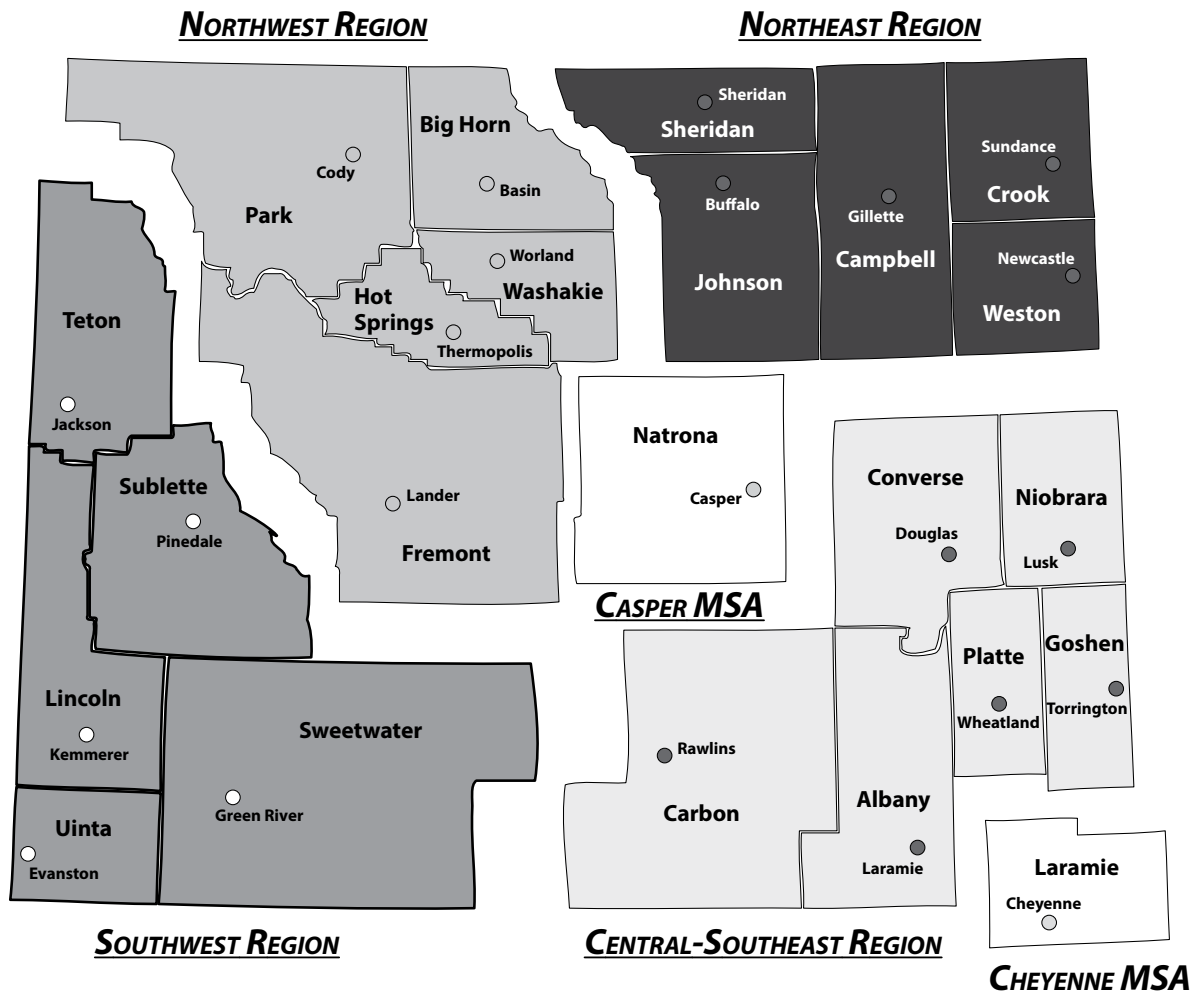 NORTHWEST REGION
Park
Cody
Big Horn
Basin
Worland
Washakie
Hot
Springs
Thermopolis
Lander
Fremont
NORTHEAST REGION
Sheridan
Sheridan
Buffalo
Johnson
Gillette
Campbell
Sundance
Crook
Newcastle
Weston
Teton
Jackson
Sublette
Pinedale
Lincoln
Kemmerer
Sweetwater
Green River
Uinta
Evanston
SOUTHWEST REGION
Natrona
Casper
CASPER MSA
Converse
Douglas
Niobrara
Lusk
Platte
Wheatland
Goshen
Torrington
Rawlins
Carbon
Albany
Laramie
CENTRAL-SOUTHEAST REGION
Laramie
Cheyenne
CHEYENNE MSA